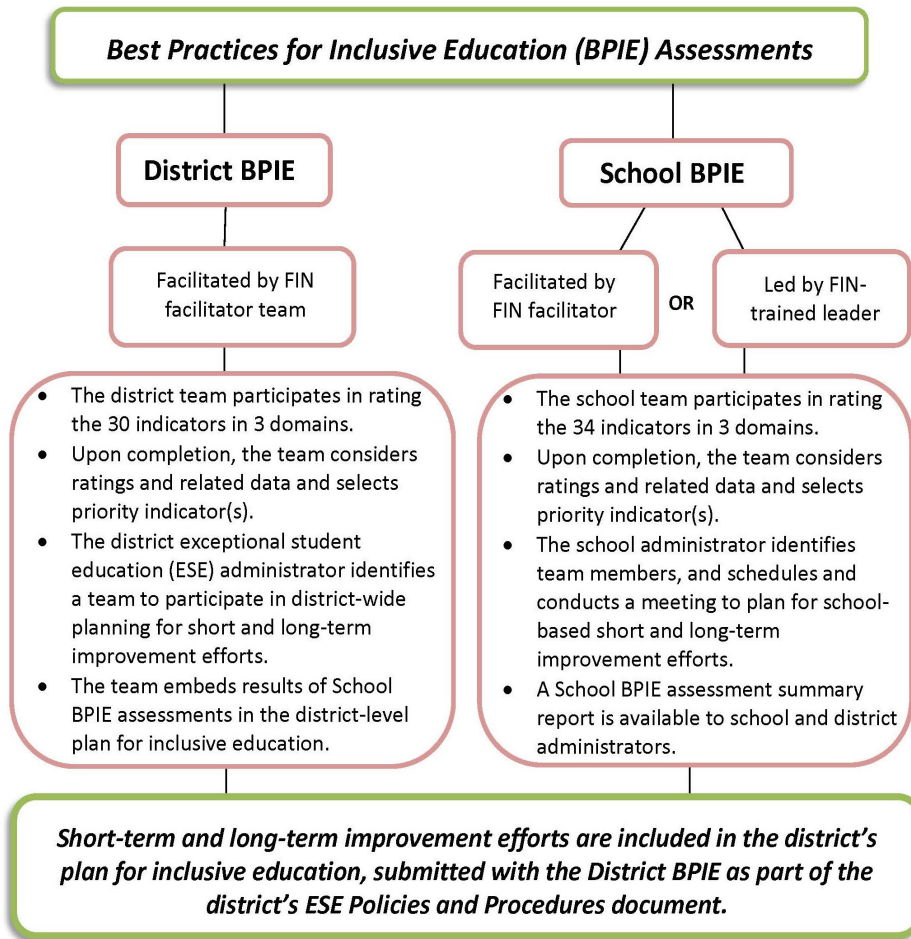 Best Practices for Inclusive Education (BPIE) Assessments
District BPIE
School BPIE
Facilitated by FIN
facilitator team
Facilitated by
FIN facilitator
OR
Led by FIN-
trained leader
• The district team participates in rating
the 30 indicators in 3 domains.
• Upon completion, the team considers
ratings and related data and selects
priority indicator(s).
• The district exceptional student
education (ESE) administrator identifies
a team to participate in district-wide
planning for short and long-term
improvement efforts.
• The team embeds results of School
BPIE assessments in the district-level
plan for inclusive education.
• The school team participates in rating
the 34 indicators in 3 domains.
• Upon completion, the team considers
ratings and related data and selects
priority indicator(s).
• The school administrator identifies
team members, and schedules and
conducts a meeting to plan for school-
based short and long-term
improvement efforts.
• A School BPIE assessment summary
report is available to school and district
administrators.
Short-term and long-term improvement efforts are included in the district’s
plan for inclusive education, submitted with the District BPIE as part of the
district’s ESE Policies and Procedures document.